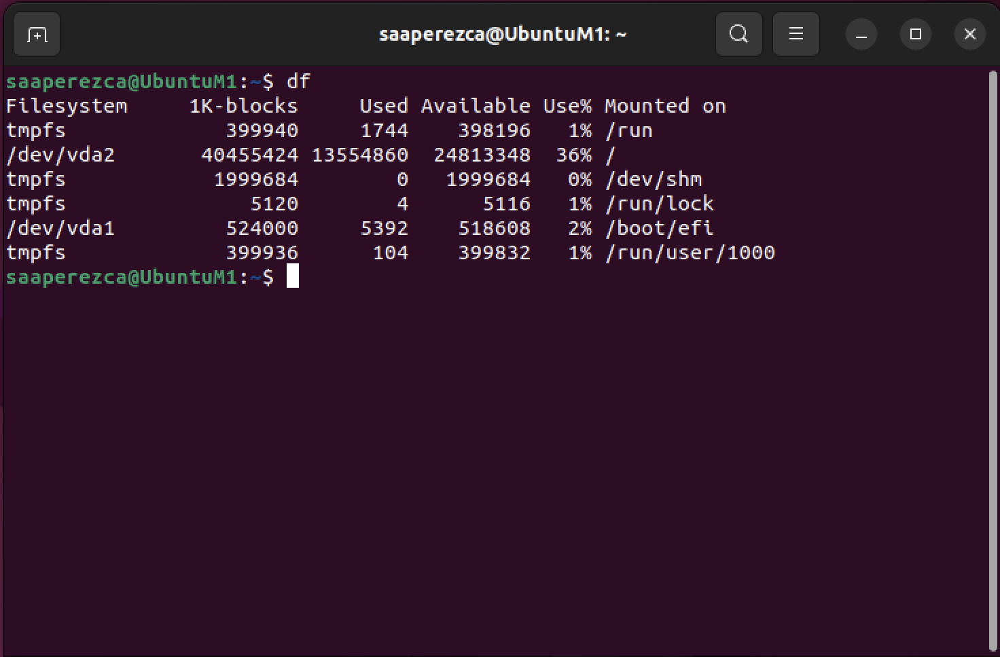 saaperezca@UbuntuM1: ~
saaperezca@UbuntuM1:~$ df
Filesystem     1K-blocks     Used Available Use% Mounted on
tmpfs             399940     1744    398196   1% /run
/dev/vda2       40455424 13554860  24813348  36% /
tmpfs            1999684        0   1999684   0% /dev/shm
tmpfs               5120        4      5116   1% /run/lock
/dev/vda1         524000     5392    518608   2% /boot/efi
tmpfs             399936      104    399832   1% /run/user/1000
saaperezca@UbuntuM1:~$